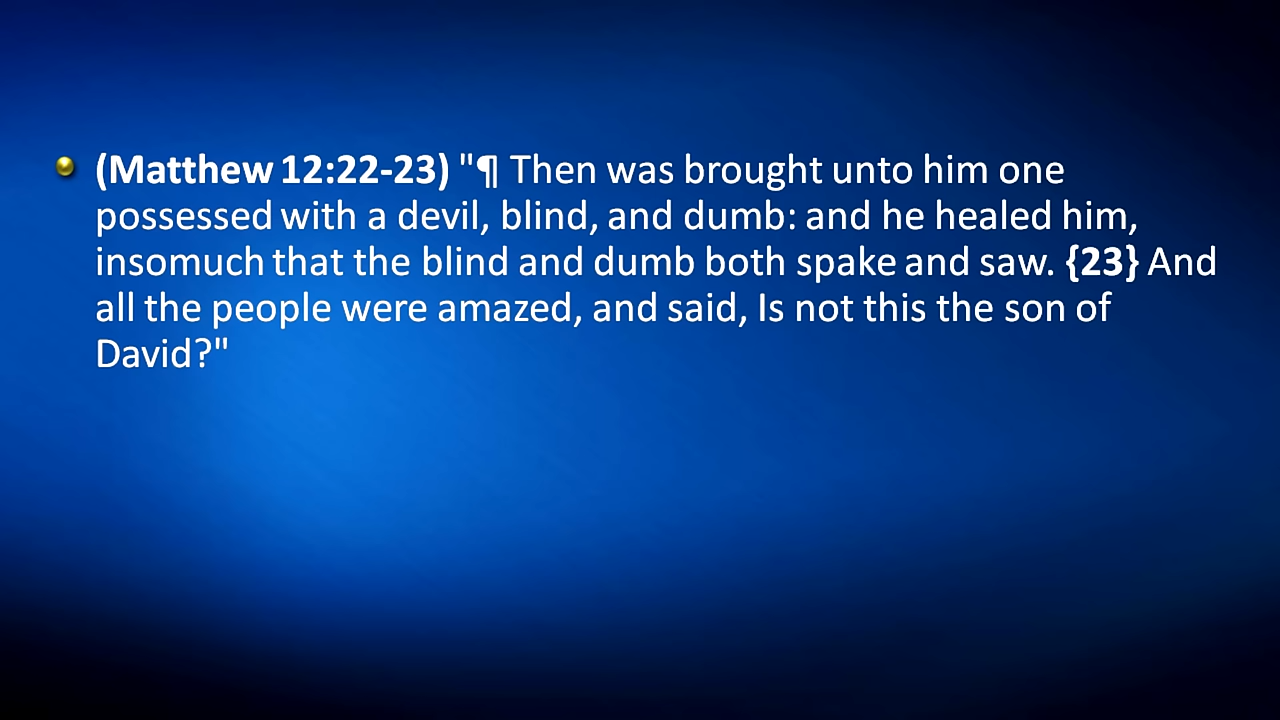 (Matthew 12:22-23) "¶ Then was brought unto him one
possessed with a devil, blind, and dumb: and he healed him,
insomuch that the blind and dumb both spake and saw. {23} And
all the people were amazed, and said, Is not this the son of
David?"